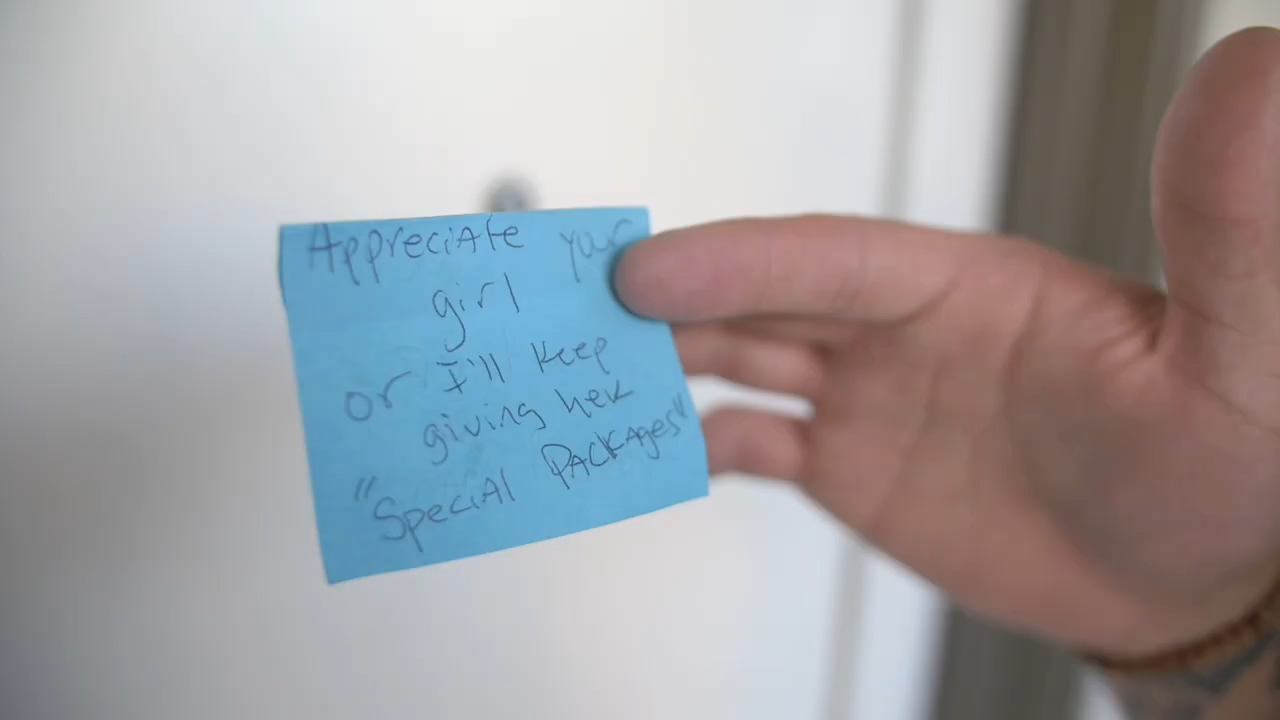 Appreciate your
girl
or I'll keep
giving her
"Special Packages"